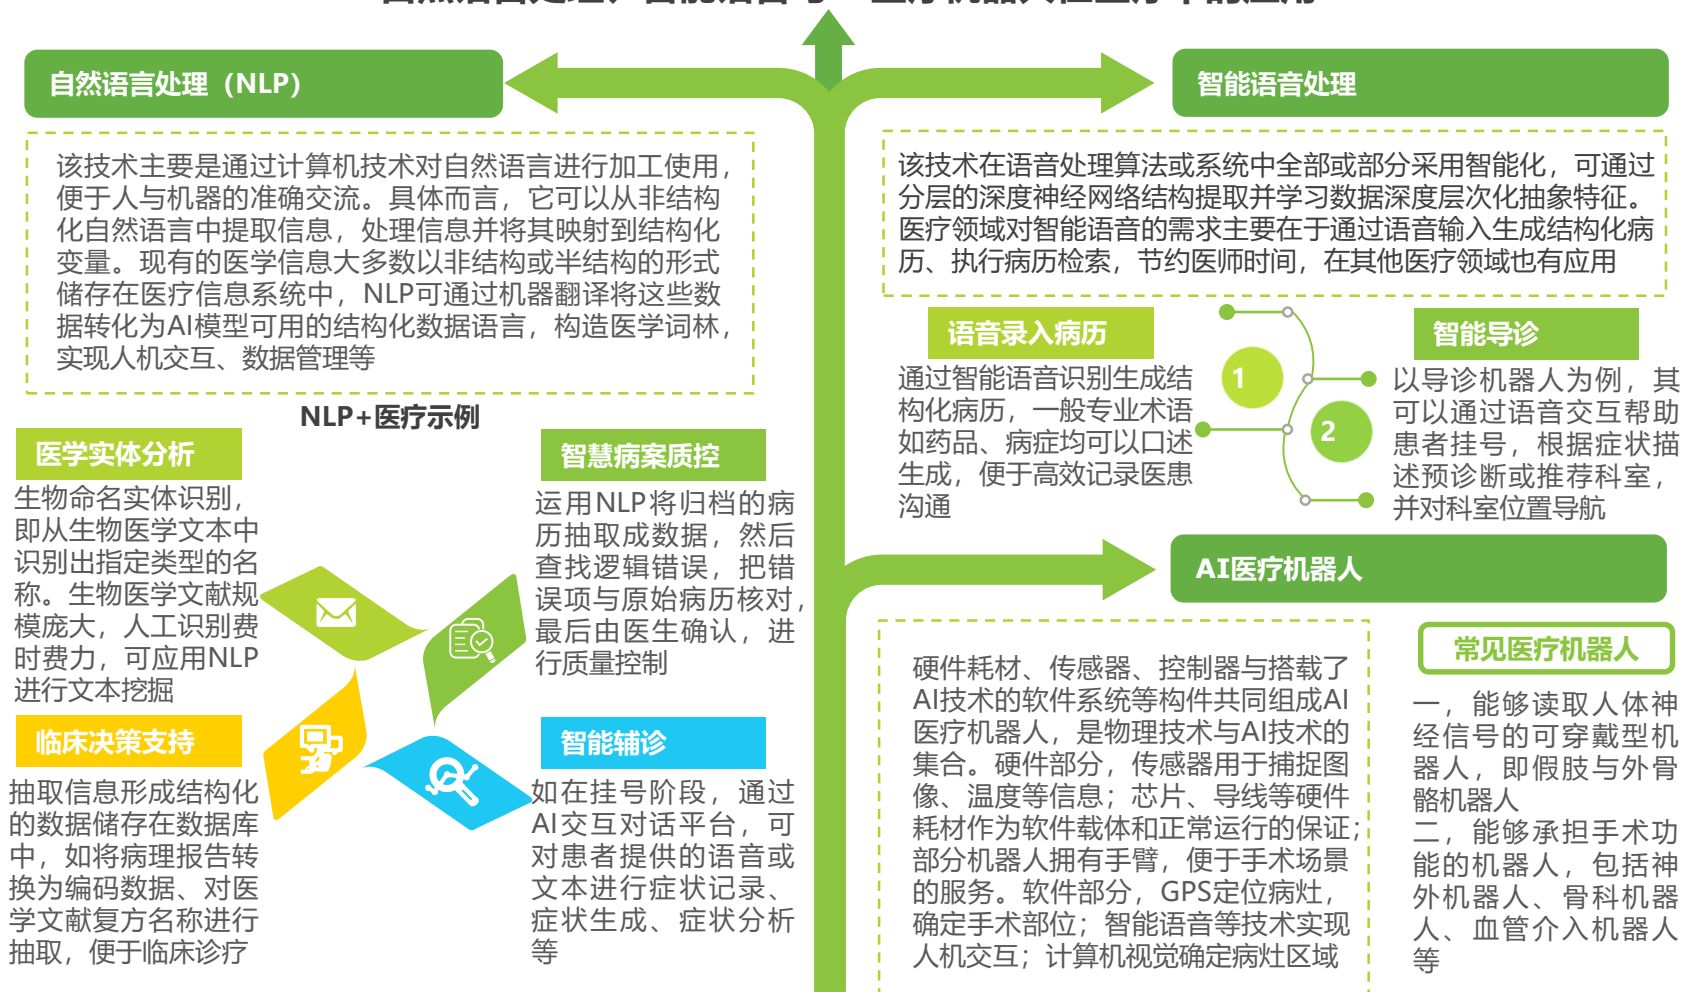 自然语言处理（NLP）
该技术主要是通过计算机技术对自然语言进行加工使用，
便于人与机器的准确交流。具体而言，它可以从非结构
化自然语言中提取信息，处理信息并将其映射到结构化
变量。现有的医学信息大多数以非结构或半结构的形式
储存在医疗信息系统中，NLP可通过机器翻译将这些数
据转化为AI模型可用的结构化数据语言，构造医学词林，
实现人机交互、数据管理等
NLP+医疗示例
医学实体分析
生物命名实体识别，
即从生物医学文本中
识别出指定类型的名
称。生物医学文献规
模庞大，人工识别费
时费力，可应用NLP
进行文本挖掘
智慧病案质控
运用NLP将归档的病
历抽取成数据，然后
查找逻辑错误，把错
误项与原始病历核对，
最后由医生确认，进
行质量控制
临床决策支持
抽取信息形成结构化
的数据储存在数据库
中，如将病理报告转
换为编码数据、对医
学文献复方名称进行
抽取，便于临床诊疗
智能辅诊
如在挂号阶段，通过
AI交互对话平台，可
对患者提供的语音或
文本进行症状记录、
症状生成、症状分析
等
智能语音处理
该技术在语音处理算法或系统中全部或部分采用智能化，可通过
分层的深度神经网络结构提取并学习数据深度层次化抽象特征。
医疗领域对智能语音的需求主要在于通过语音输入生成结构化病
历、执行病历检索，节约医师时间，在其他医疗领域也有应用
语音录入病历
通过智能语音识别生成结
构化病历，一般专业术语
如药品、病症均可以口述
生成，便于高效记录医患
沟通
1
2
智能导诊
以导诊机器人为例，其
可以通过语音交互帮助
患者挂号，根据症状描
述预诊断或推荐科室，
并对科室位置导航
AI医疗机器人
硬件耗材、传感器、控制器与搭载了
AI技术的软件系统等构件共同组成AI
医疗机器人，是物理技术与AI技术的
集合。硬件部分，传感器用于捕捉图
像、温度等信息；芯片、导线等硬件
耗材作为软件载体和正常运行的保证；
部分机器人拥有手臂，便于手术场景
的服务。软件部分，GPS定位病灶，
确定手术部位；智能语音等技术实现
人机交互；计算机视觉确定病灶区域
常见医疗机器人
一，能够读取人体神
经信号的可穿戴型机
器人，即假肢与外骨
骼机器人
二，能够承担手术功
能的机器人，包括神
外机器人、骨科机器
人、血管介入机器人
等